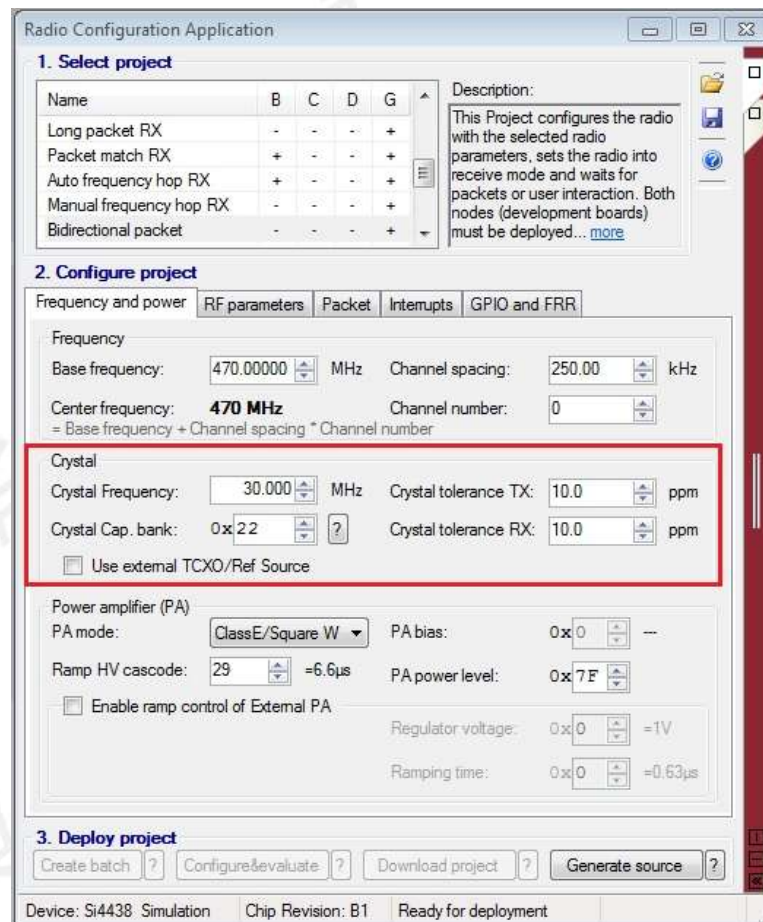 Radio Configuration Application
1. Select project
Name B C D G
Long packet RX - - - +
Packet match RX + - - +
Auto frequency hop RX + - - +
Manual frequency hop RX - - - +
Bidirectional packet - - - +
Description:
This Project configures the radio
with the selected radio
parameters, sets the radio into
receive mode and waits for
packets or user interaction. Both
nodes (development boards)
must be deployed... more
2. Configure project
Frequency and power RF parameters Packet Interrupts GPIO and FRR
Frequency
Base frequency: 470.00000 MHz Channel spacing: 250.00 kHz
Center frequency: 470 MHz Channel number: 0
= Base frequency + Channel spacing * Channel number
Crystal
Crystal Frequency: 30.000 MHz Crystal tolerance TX: 10.0 ppm
Crystal Cap. bank: 0x22 ? Crystal tolerance RX: 10.0 ppm
Use external TCXO/Ref Source
Power amplifier (PA)
PA mode: ClassE/Square W PA bias: 0x0 ---
Ramp HV cascode: 29 =6.6µs PA power level: 0x7F
Enable ramp control of External PA
Regulator voltage: 0x0 =1V
Ramping time: 0x0 =0.63µs
3. Deploy project
Create batch ? Configure&evaluate ? Download project ? Generate source ?
Device: Si4438 Simulation Chip Revision: B1 Ready for deployment